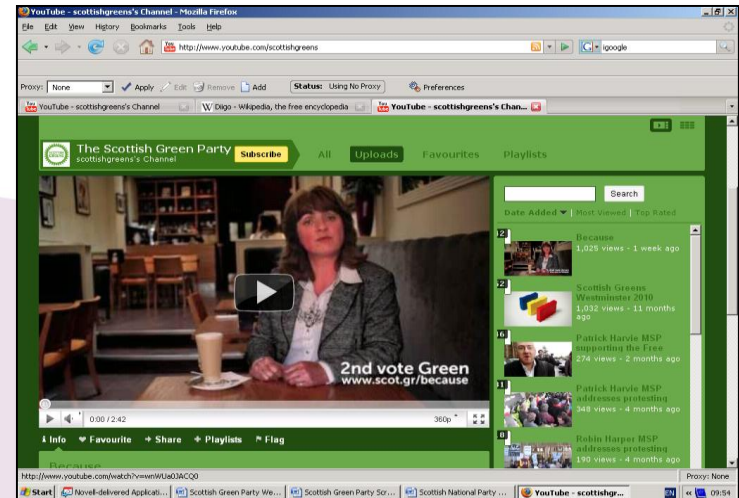 YouTube - scottishgreens's Channel - Mozilla Firefox
File Edit View History Bookmarks Tools Help
http://www.youtube.com/scottishgreens
igoogle
Proxy: None Apply Edit Remove Add Status: Using No Proxy Preferences
YouTube - scottishgreens's Channel Diigo - Wikipedia, the free encyclopedia YouTube - scottishgreens's Chan...
The Scottish Green Party
scottishgreens's Channel
Subscribe
All Uploads Favourites Playlists
2nd vote Green
www.scot.gr/because
0:00 / 2:42 360p
Info Favourite Share Playlists Flag
Because
Search
Date Added | Most Viewed | Top Rated
Because
1,025 views - 1 week ago
Scottish Greens
Westminster 2010
1,032 views - 11 months
ago
Patrick Harvie MSP
supporting the Free
274 views - 2 months ago
Patrick Harvie MSP
addresses protesting
348 views - 4 months ago
Robin Harper MSP
addresses protesting
190 views - 4 months ago
http://www.youtube.com/watch?v=wnWUa0JACQ0 Proxy: None
Start Novell-delivered Applicati... Scottish Green Party We... Scottish Green Party Scr... Scottish National Party ... YouTube - scottishgr... 09:54